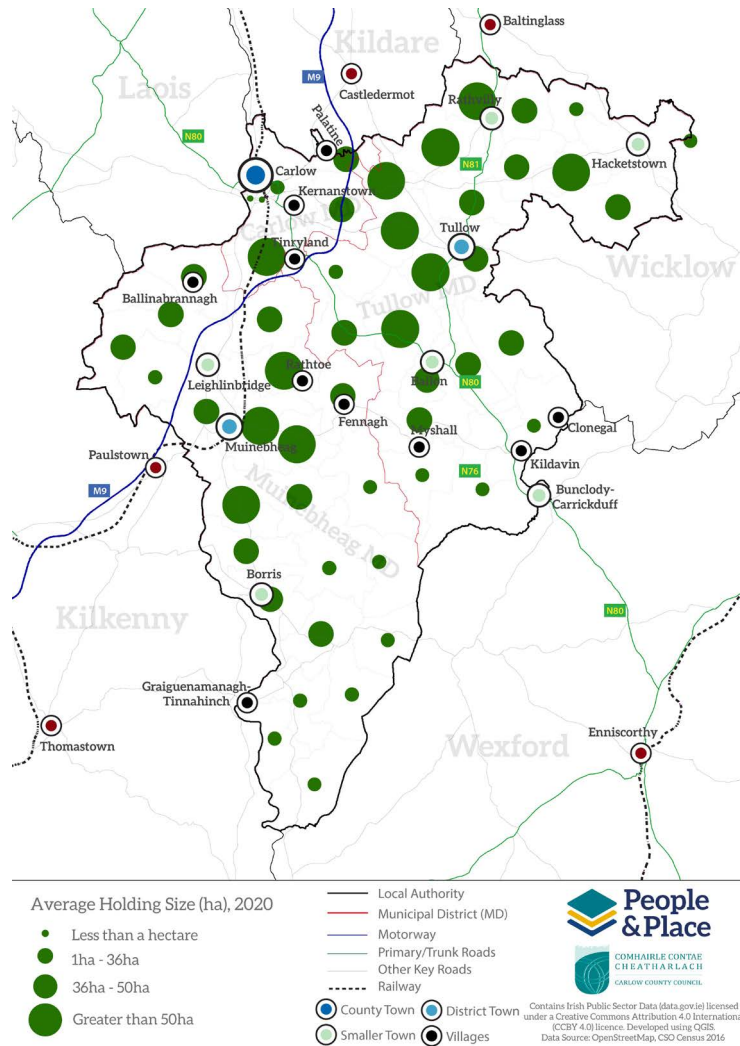 Baltinglass
Kildare
M9
Castledermot
Laois
N80
Palatine
Rathvilly
Hacketstown
N81
Carlow
Kernanstown
Carlow MD
Tinryland
Tullow
Wicklow
Ballinabrannagh
Tullow MD
Leighlinbridge
Rathtoe
Ballon
N80
Fennagh
Muinebheag
Myshall
Clonegal
Paulstown
Kildavin
M9
N76
Bunclody-
Carrickduff
Muinebheag MD
Borris
Kilkenny
N80
Graiguenamanagh-
Tinnahinch
Thomastown
Wexford
Enniscorthy
Average Holding Size (ha), 2020
Less than a hectare
1ha - 36ha
36ha - 50ha
Greater than 50ha
Local Authority
Municipal District (MD)
Motorway
Primary/Trunk Roads
Other Key Roads
Railway
County Town
District Town
Smaller Town
Villages
People
&Place
COMHAIRLE CONTAE
CHEATHARLACH
CARLOW COUNTY COUNCIL
Contains Irish Public Sector Data (data.gov.ie) licensed
under a Creative Commons Attribution 4.0 Internationa
(CCBY 4.0) licence. Developed using QGIS.
Data Source: OpenStreetMap, CSO Census 2016